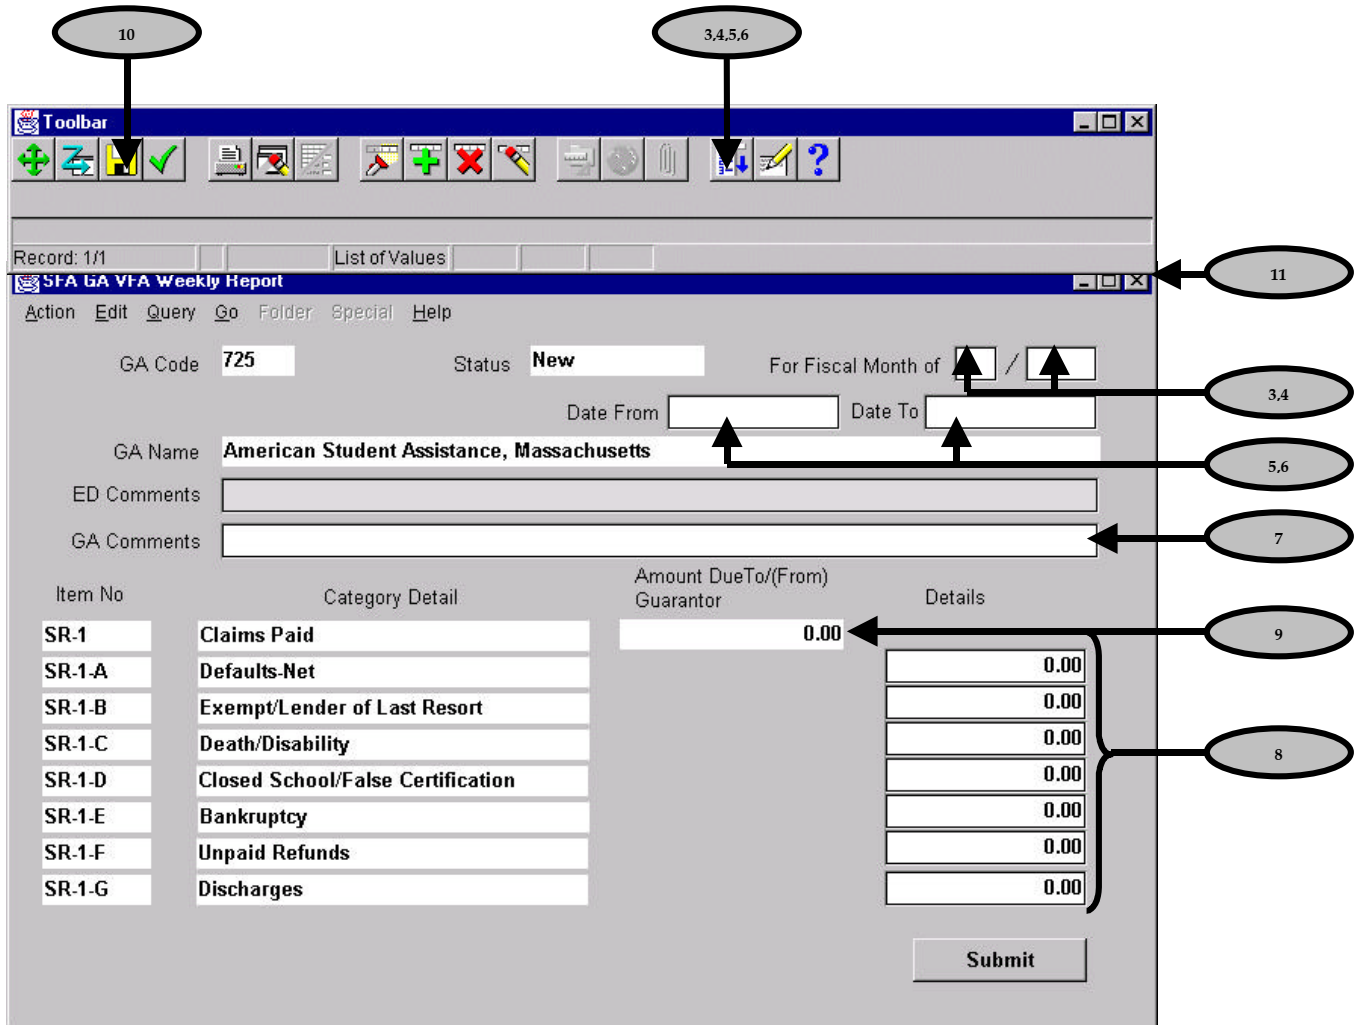 10
3,4,5,6
Toolbar
Record: 1/1
List of Values
11
SFA GA VFA Weekly Report
Action Edit Query Go Folder Special Help
GA Code 725 Status New For Fiscal Month of /
3,4
Date From Date To
GA Name American Student Assistance, Massachusetts
5,6
ED Comments
GA Comments
7
Item No Category Detail Amount DueTo/(From) Guarantor Details
SR-1 Claims Paid 0.00
9
SR-1-A Defaults-Net 0.00
SR-1-B Exempt/Lender of Last Resort 0.00
SR-1-C Death/Disability 0.00
8
SR-1-D Closed School/False Certification 0.00
SR-1-E Bankruptcy 0.00
SR-1-F Unpaid Refunds 0.00
SR-1-G Discharges 0.00
Submit